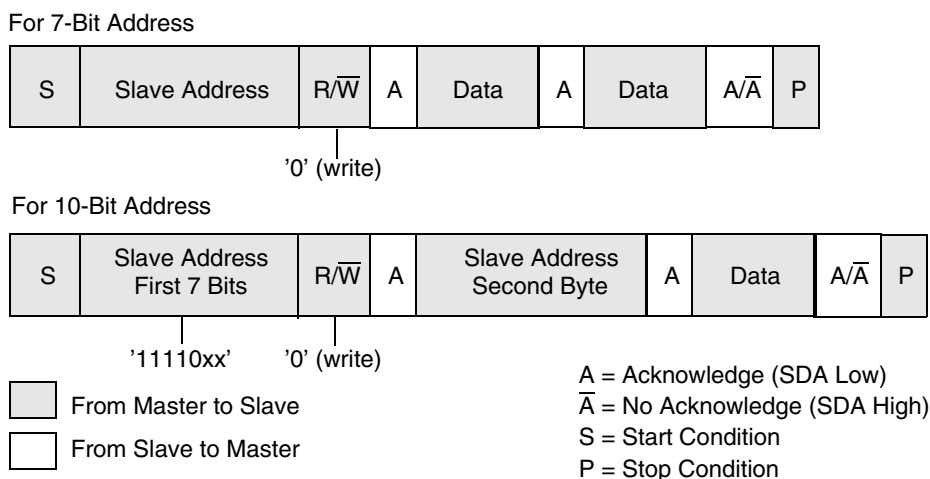 For 7-Bit Address
S Slave Address R/W̅ A Data A Data A/A̅ P
'0' (write)
For 10-Bit Address
S Slave Address First 7 Bits R/W̅ A Slave Address Second Byte A Data A/A̅ P
'11110xx' '0' (write)
From Master to Slave
From Slave to Master
A = Acknowledge (SDA Low)
A̅ = No Acknowledge (SDA High)
S = Start Condition
P = Stop Condition